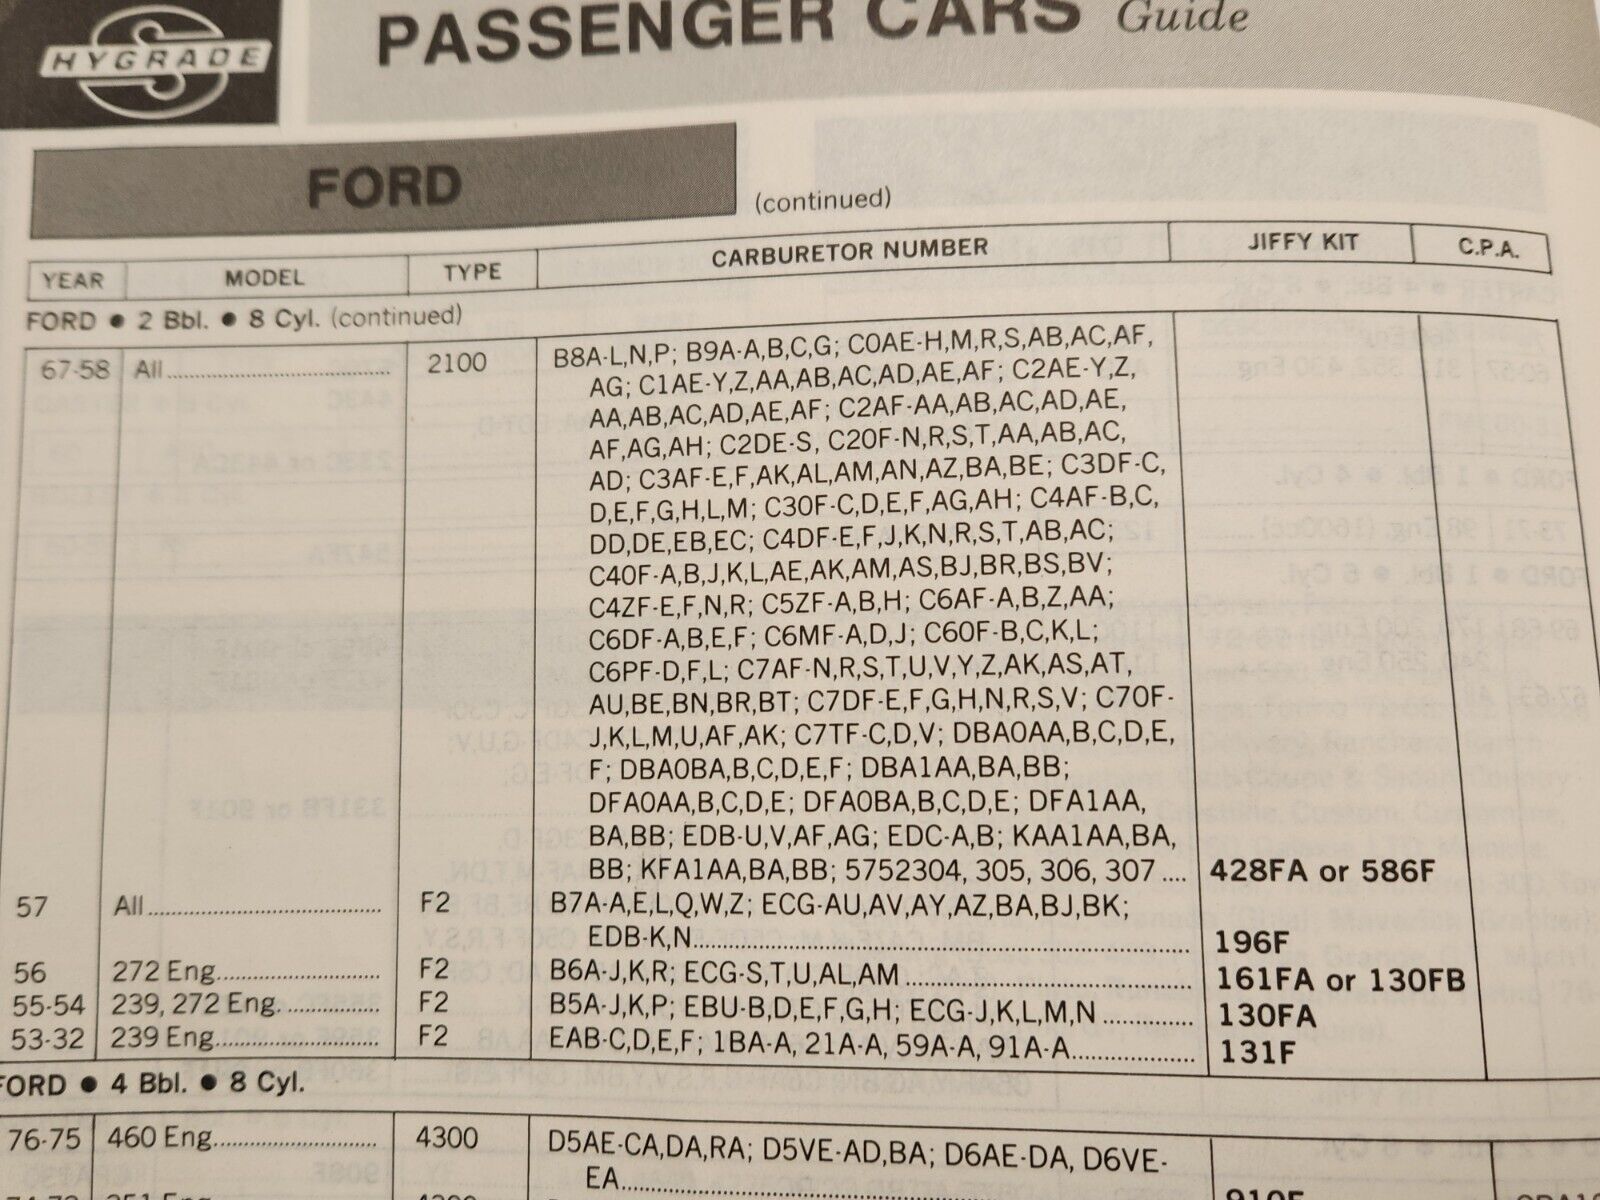 HYGRADE
PASSENGER CARS Guide
FORD (continued)
YEAR MODEL TYPE CARBURETOR NUMBER JIFFY KIT C.P.A.
FORD ● 2 Bbl. ● 8 Cyl. (continued)
67-58 All 2100 B8A-L,N,P; B9A-A,B,C,G; C0AE-H,M,R,S,AB,AC,AF,
AG; C1AE-Y,Z,AA,AB,AC,AD,AE,AF; C2AE-Y,Z,
AA,AB,AC,AD,AE,AF; C2AF-AA,AB,AC,AD,AE,
AF,AG,AH; C2DE-S, C2OF-N,R,S,T,AA,AB,AC,
AD; C3AF-E,F,AK,AL,AM,AN,AZ,BA,BE; C3DF-C,
D,E,F,G,H,L,M; C3OF-C,D,E,F,AG,AH; C4AF-B,C,
DD,DE,EB,EC; C4DF-E,F,J,K,N,R,S,T,AB,AC;
C4OF-A,B,J,K,L,AE,AK,AM,AS,BJ,BR,BS,BV;
C4ZF-E,F,N,R; C5ZF-A,B,H; C6AF-A,B,Z,AA;
C6DF-A,B,E,F; C6MF-A,D,J; C6OF-B,C,K,L;
C6PF-D,F,L; C7AF-N,R,S,T,U,V,Y,Z,AK,AS,AT,
AU,BE,BN,BR,BT; C7DF-E,F,G,H,N,R,S,V; C7OF-
J,K,L,M,U,AF,AK; C7TF-C,D,V; DBA0AA,B,C,D,E,
F; DBA0BA,B,C,D,E,F; DBA1AA,BA,BB;
DFA0AA,B,C,D,E; DFA0BA,B,C,D,E; DFA1AA,
BA,BB; EDB-U,V,AF,AG; EDC-A,B; KAA1AA,BA,
BB; KFA1AA,BA,BB; 5752304, 305, 306, 307 .... 428FA or 586F
57 All F2 B7A-A,E,L,Q,W,Z; ECG-AU,AV,AY,AZ,BA,BJ,BK;
EDB-K,N 196F
56 272 Eng. F2 B6A-J,K,R; ECG-S,T,U,AL,AM 161FA or 130FB
55-54 239, 272 Eng. F2 B5A-J,K,P; EBU-B,D,E,F,G,H; ECG-J,K,L,M,N 130FA
53-32 239 Eng. F2 EAB-C,D,E,F; 1BA-A, 21A-A, 59A-A, 91A-A 131F
FORD ● 4 Bbl. ● 8 Cyl.
76-75 460 Eng. 4300 D5AE-CA,DA,RA; D5VE-AD,BA; D6AE-DA, D6VE-
EA 910F